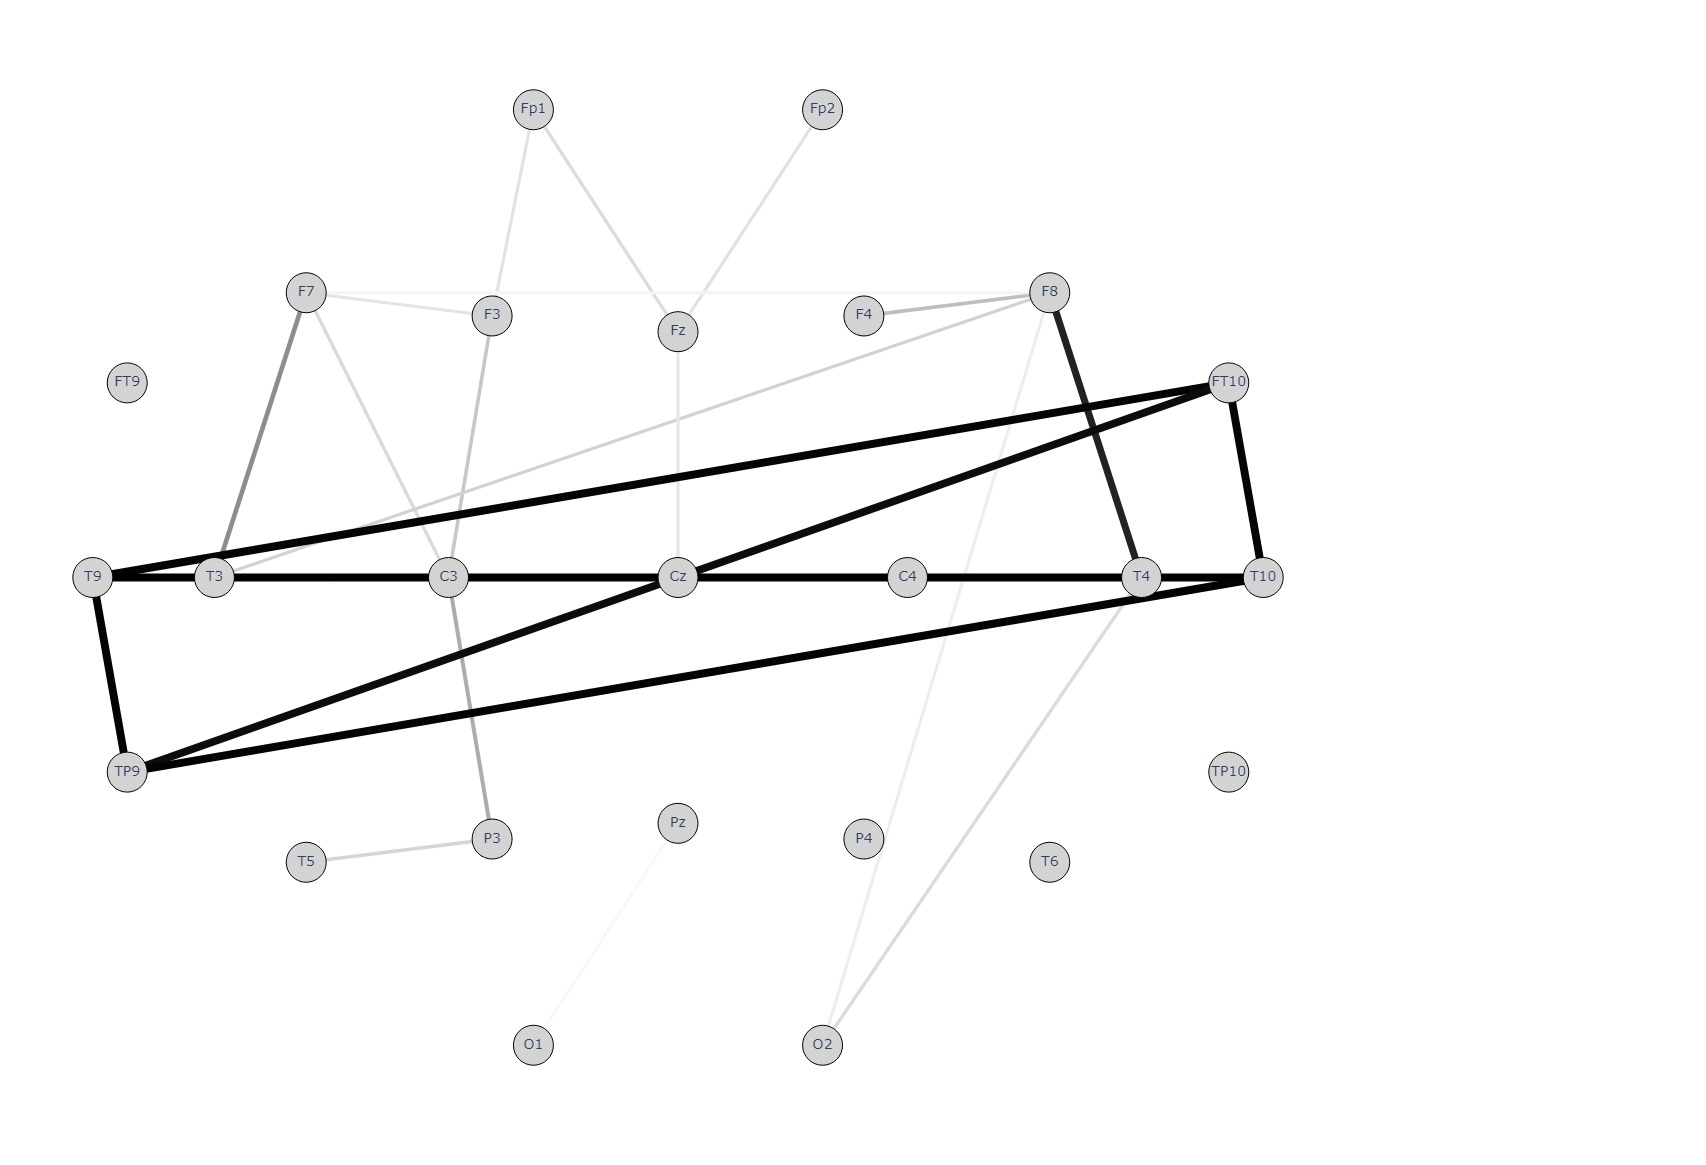 Fp1 Fp2
F7 F3 Fz F4 F8
FT9 FT10
T9 T3 C3 Cz C4 T4 T10
TP9 TP10
T5 P3 Pz P4 T6
O1 O2